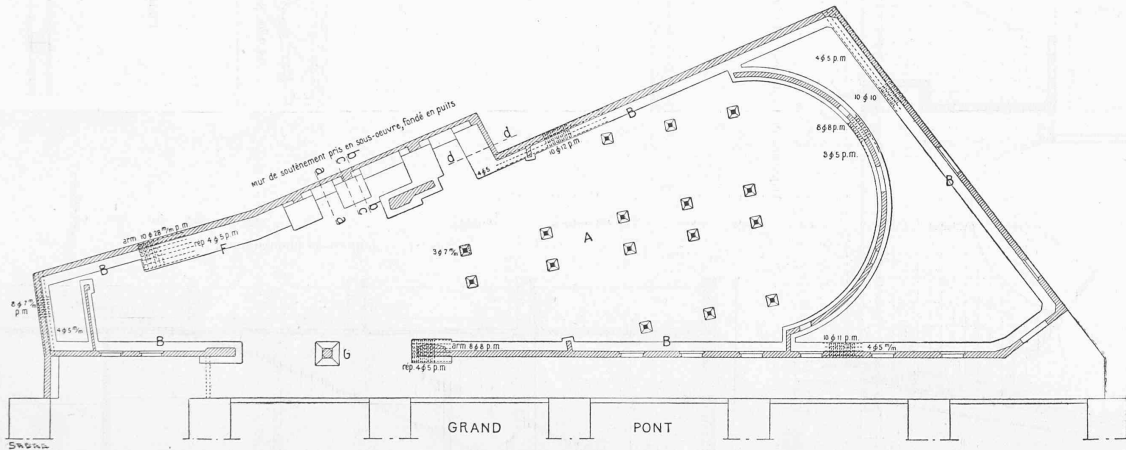 4 ϕ 5 p.m
10 ϕ 10
8 ϕ 8 p.m.
3 ϕ 5 p.m.
B
B
d
d
4 ϕ 5
10 ϕ 12 p.m
Mur de soutènement pris en sous-oeuvre, fondé en puits
a
c
b
a
c
b
arm 10 ϕ 28 m/m p.m
rep. 4 ϕ 5 p.m
F
B
A
3 ϕ 7 m/m
8 ϕ 7 m/m
p.m
4 ϕ 5 m/m
B
G
arm 8 ϕ 8 p.m
rep. 4 ϕ 5 p.m
B
10 ϕ 11 p.m.
4 ϕ 5 m/m.
GRAND PONT